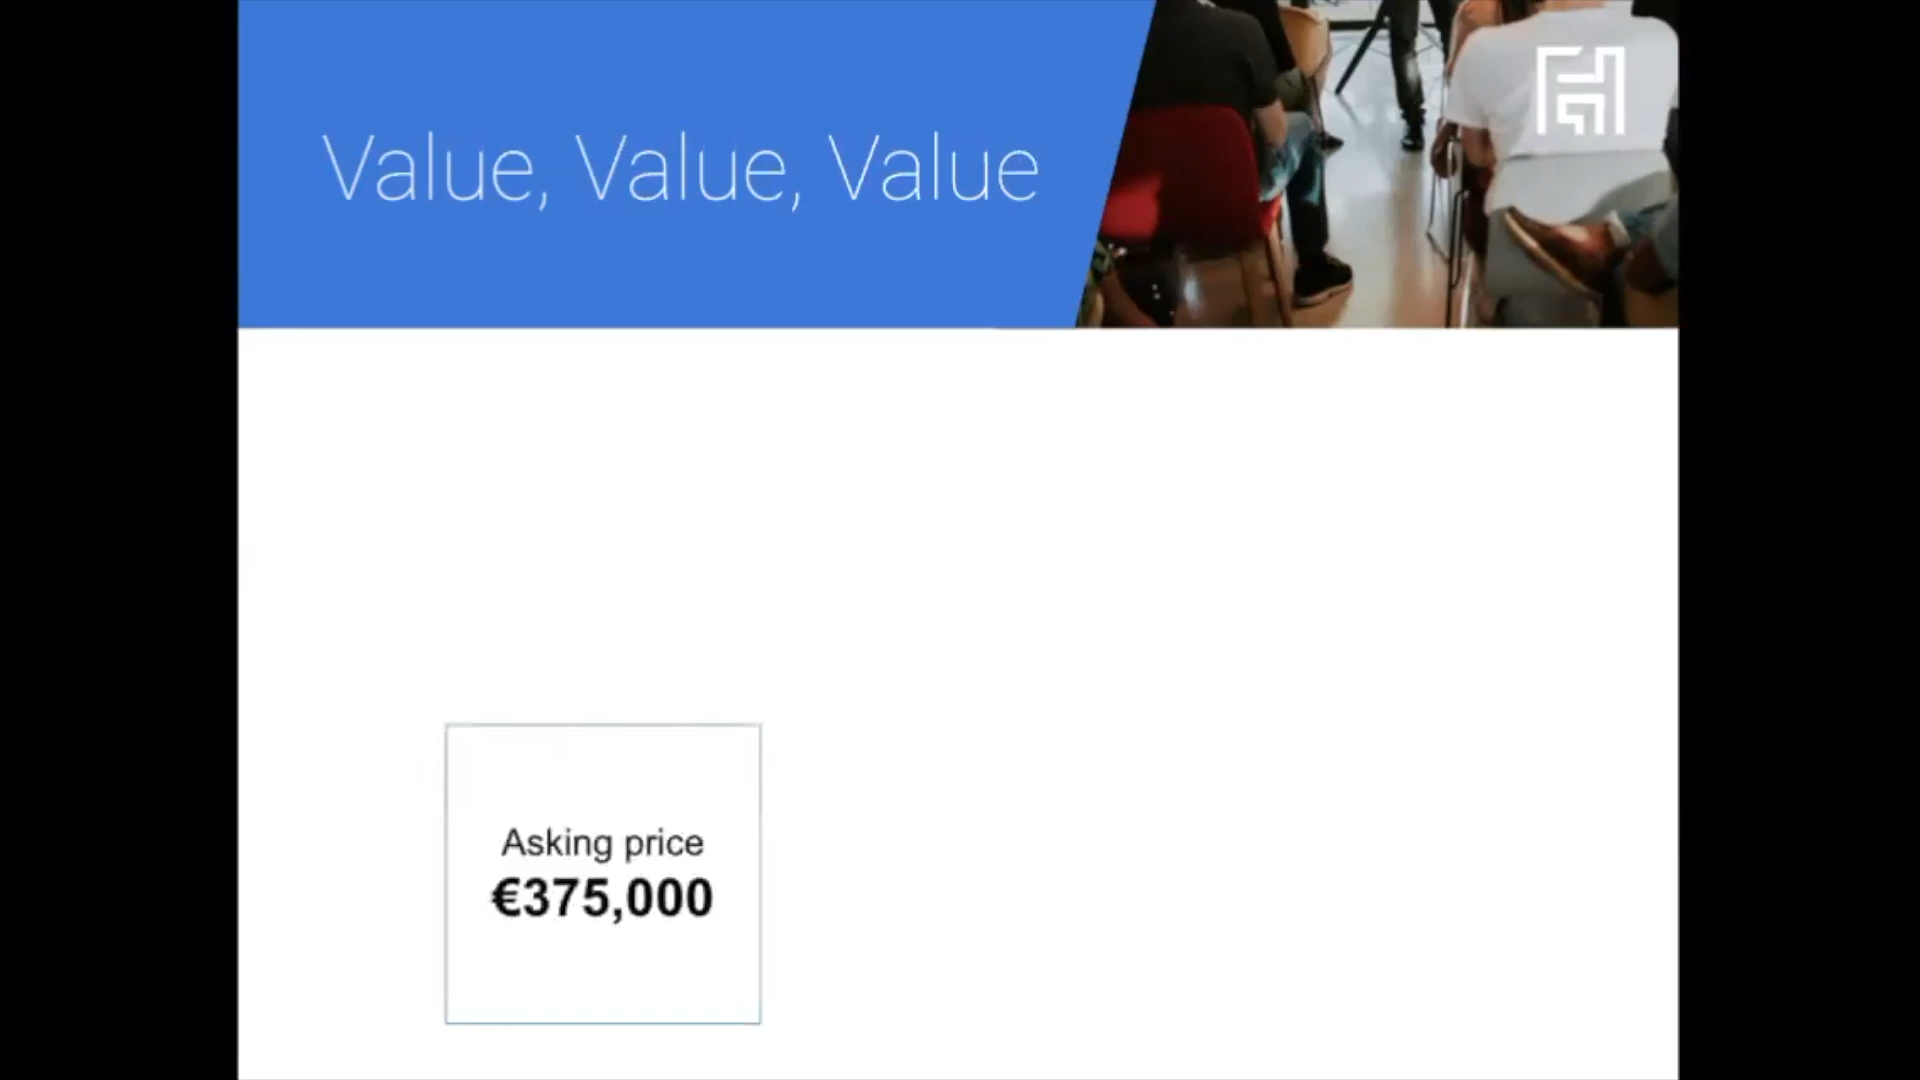 Value, Value, Value
Asking price
€375,000